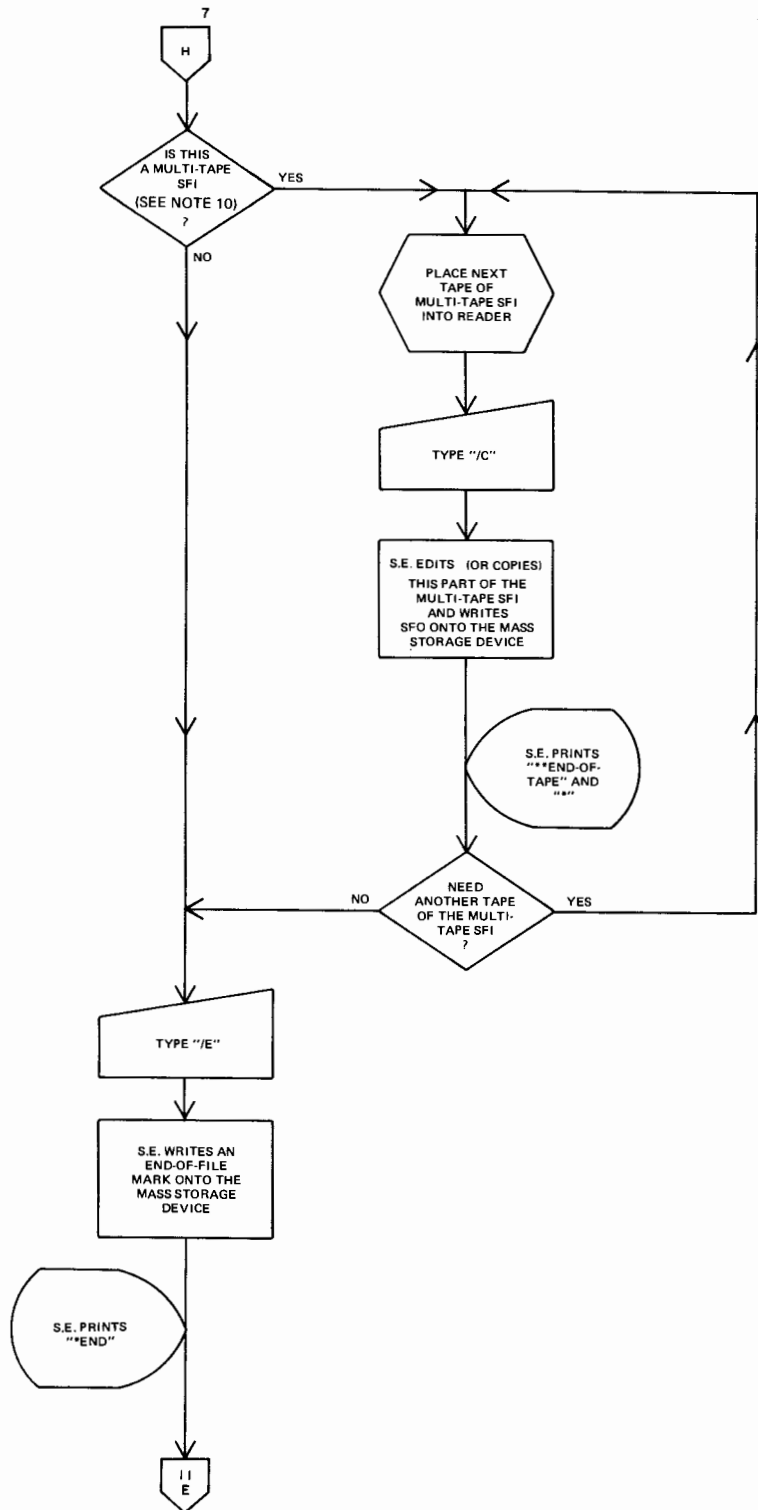 7
H
IS THIS
A MULTI-TAPE
SFI
(SEE NOTE 10)
?
YES
NO
PLACE NEXT
TAPE OF
MULTI-TAPE SFI
INTO READER
TYPE "/C"
S.E. EDITS (OR COPIES)
THIS PART OF THE
MULTI-TAPE SFI
AND WRITES
SFO ONTO THE MASS
STORAGE DEVICE
S.E. PRINTS
"**END-OF-
TAPE" AND
"*"
NEED
ANOTHER TAPE
OF THE MULTI-
TAPE SFI
?
NO
YES
TYPE "/E"
S.E. WRITES AN
END-OF-FILE
MARK ONTO THE
MASS STORAGE
DEVICE
S.E. PRINTS
"*END"
11
E